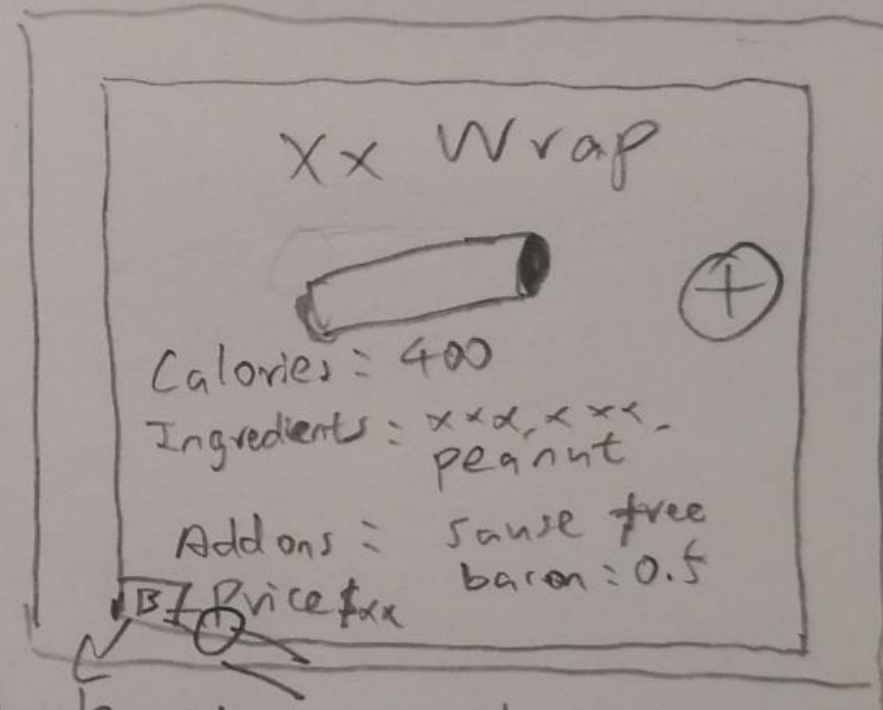 Xx Wrap
+
Calories: 400
Ingredients: xxx, xxx,
peanut
Addons: sause free
bacon: 0.5
B Price $xx